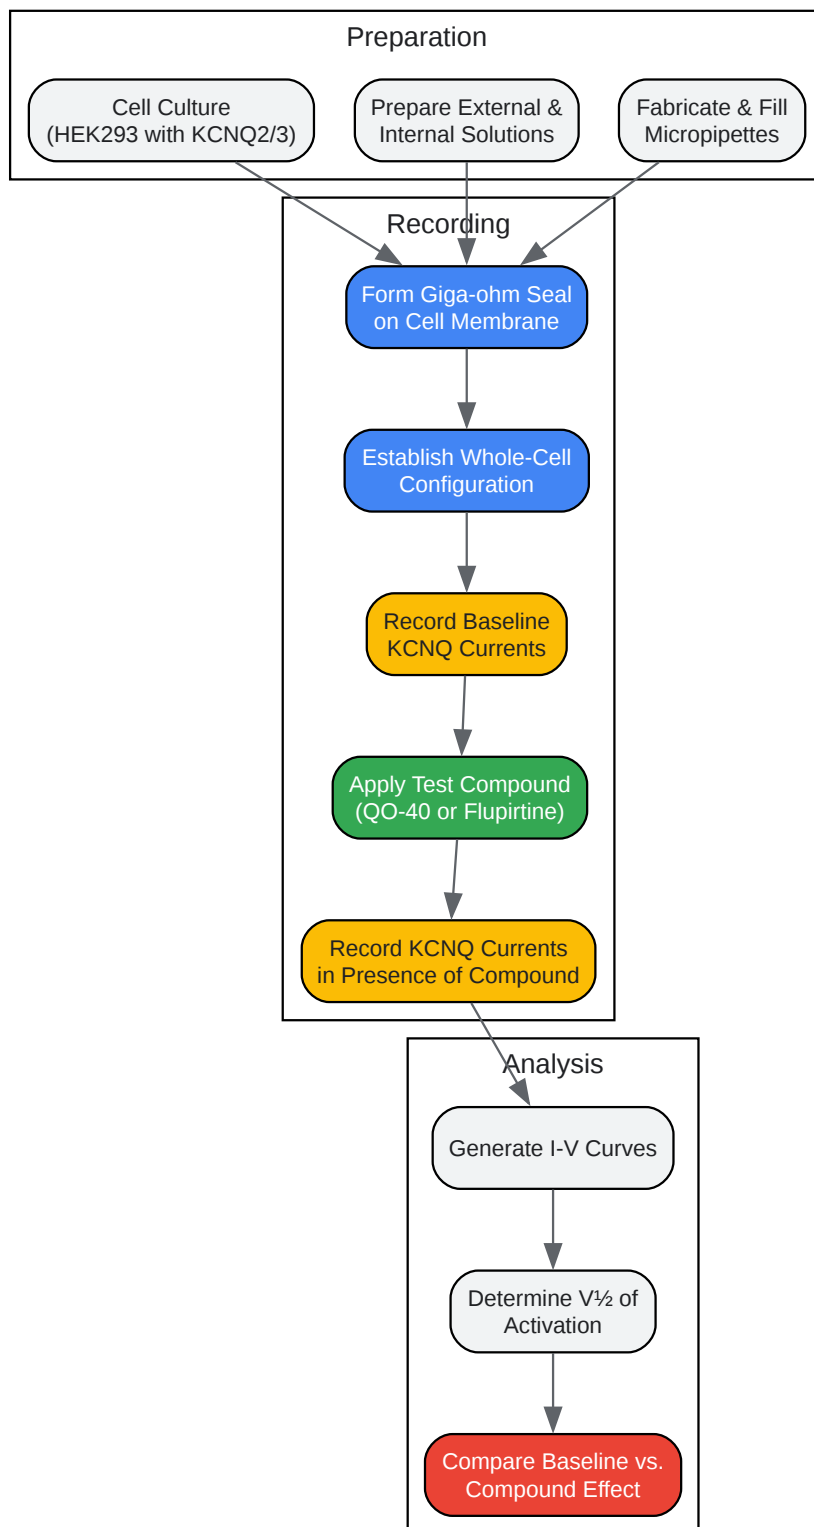 Preparation
Cell Culture
(HEK293 with KCNQ2/3)
Prepare External &
Internal Solutions
Fabricate & Fill
Micropipettes
Recording
Form Giga-ohm Seal
on Cell Membrane
Establish Whole-Cell
Configuration
Record Baseline
KCNQ Currents
Apply Test Compound
(QO-40 or Flupirtine)
Record KCNQ Currents
in Presence of Compound
Analysis
Generate I-V Curves
Determine V½ of
Activation
Compare Baseline vs.
Compound Effect